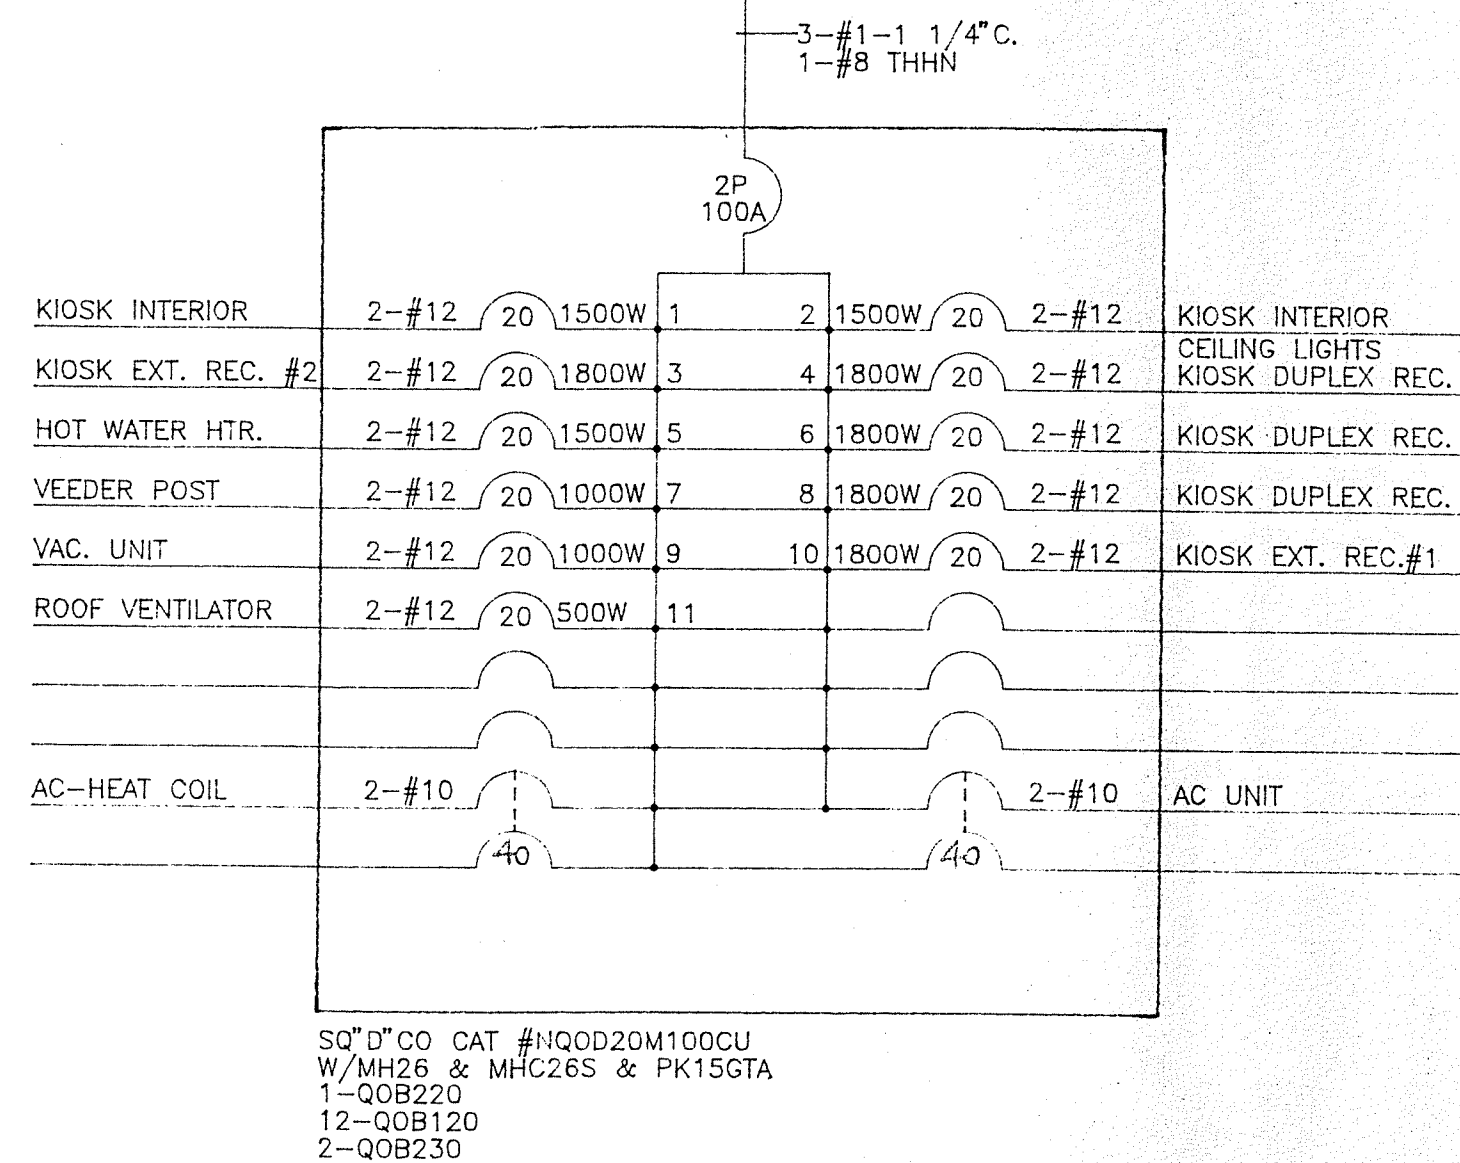 3-#1-1 1/4"C.
1-#8 THHN
2P
100A
KIOSK INTERIOR 2-#12 20 1500W 1 2 1500W 20 2-#12 KIOSK INTERIOR
CEILING LIGHTS
KIOSK EXT. REC. #2 2-#12 20 1800W 3 4 1800W 20 2-#12 KIOSK DUPLEX REC.
HOT WATER HTR. 2-#12 20 1500W 5 6 1800W 20 2-#12 KIOSK DUPLEX REC.
VEEDER POST 2-#12 20 1000W 7 8 1800W 20 2-#12 KIOSK DUPLEX REC.
VAC. UNIT 2-#12 20 1000W 9 10 1800W 20 2-#12 KIOSK EXT. REC.#1
ROOF VENTILATOR 2-#12 20 500W 11
AC-HEAT COIL 2-#10 2-#10 AC UNIT
40 40
SQ"D"CO CAT #NQOD20M100CU
W/MH26 & MHC26S & PK15GTA
1-QOB220
12-QOB120
2-QOB230